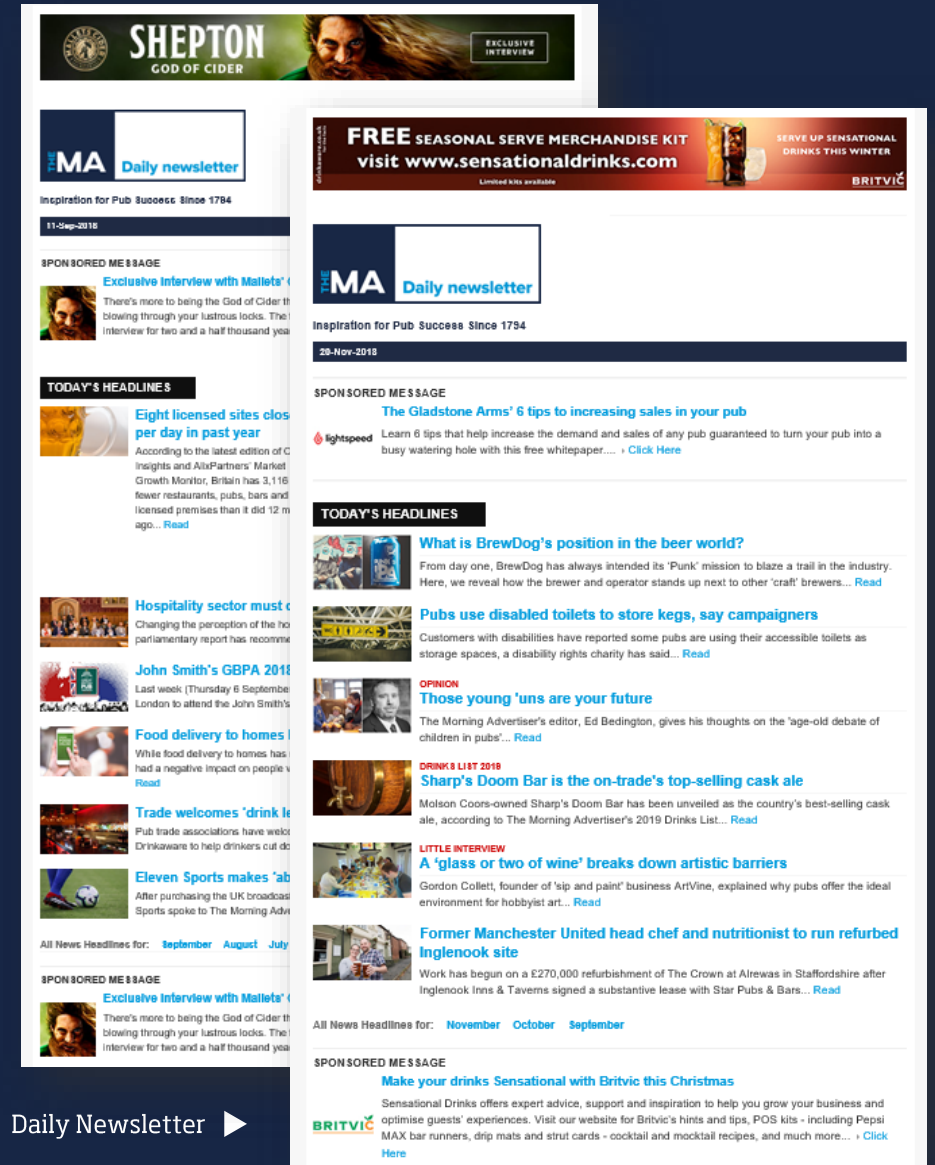 SHEPTON
GOD OF CIDER
EXCLUSIVE
INTERVIEW
THE MA Daily newsletter
Inspiration for Pub Success Since 1794
11-Sep-2018
SPONSORED MESSAGE
Exclusive Interview with Mallets'
There's more to being the God of Cider th
blowing through your lustrous locks. The
interview for two and a half thousand yea
TODAY'S HEADLINES
Eight licensed sites clos
per day in past year
According to the latest edition of C
Insights and AlixPartners' Market
Growth Monitor, Britain has 3,116
fewer restaurants, pubs, bars and
licensed premises than it did 12 m
ago... Read
Hospitality sector must c
Changing the perception of the ho
parliamentary report has recomme
John Smith's GBPA 2018
Last week (Thursday 6 Septembe
London to attend the John Smith's
Food delivery to homes
While food delivery to homes has
had a negative impact on people v
Read
Trade welcomes 'drink le
Pub trade associations have welco
Drinkaware to help drinkers cut do
Eleven Sports makes 'ab
After purchasing the UK broadcas
Sports spoke to The Morning Adve
All News Headlines for: September August July
SPONSORED MESSAGE
Exclusive Interview with Mallets'
There's more to being the God of Cider th
blowing through your lustrous locks. The
interview for two and a half thousand yea
FREE SEASONAL SERVE MERCHANDISE KIT
visit www.sensationaldrinks.com
Limited kits available
SERVE UP SENSATIONAL
DRINKS THIS WINTER
BRITVIC
THE MA Daily newsletter
Inspiration for Pub Success Since 1794
20-Nov-2018
SPONSORED MESSAGE
The Gladstone Arms' 6 tips to increasing sales in your pub
lightspeed
Learn 6 tips that help increase the demand and sales of any pub guaranteed to turn your pub into a
busy watering hole with this free whitepaper.... › Click Here
TODAY'S HEADLINES
What is BrewDog's position in the beer world?
From day one, BrewDog has always intended its 'Punk' mission to blaze a trail in the industry.
Here, we reveal how the brewer and operator stands up next to other 'craft' brewers... Read
Pubs use disabled toilets to store kegs, say campaigners
Customers with disabilities have reported some pubs are using their accessible toilets as
storage spaces, a disability rights charity has said... Read
OPINION
Those young 'uns are your future
The Morning Advertiser's editor, Ed Bedington, gives his thoughts on the 'age-old debate of
children in pubs'... Read
DRINKS LIST 2019
Sharp's Doom Bar is the on-trade's top-selling cask ale
Molson Coors-owned Sharp's Doom Bar has been unveiled as the country's best-selling cask
ale, according to The Morning Advertiser's 2019 Drinks List... Read
LITTLE INTERVIEW
A 'glass or two of wine' breaks down artistic barriers
Gordon Collett, founder of 'sip and paint' business ArtVine, explained why pubs offer the ideal
environment for hobbyist art... Read
Former Manchester United head chef and nutritionist to run refurbed
Inglenook site
Work has begun on a £270,000 refurbishment of The Crown at Alrewas in Staffordshire after
Inglenook Inns & Taverns signed a substantive lease with Star Pubs & Bars... Read
All News Headlines for: November October September
SPONSORED MESSAGE
Make your drinks Sensational with Britvic this Christmas
BRITVIC
Sensational Drinks offers expert advice, support and inspiration to help you grow your business and
optimise guests' experiences. Visit our website for Britvic's hints and tips, POS kits - including Pepsi
MAX bar runners, drip mats and strut cards - cocktail and mocktail recipes, and much more... › Click
Here
Daily Newsletter